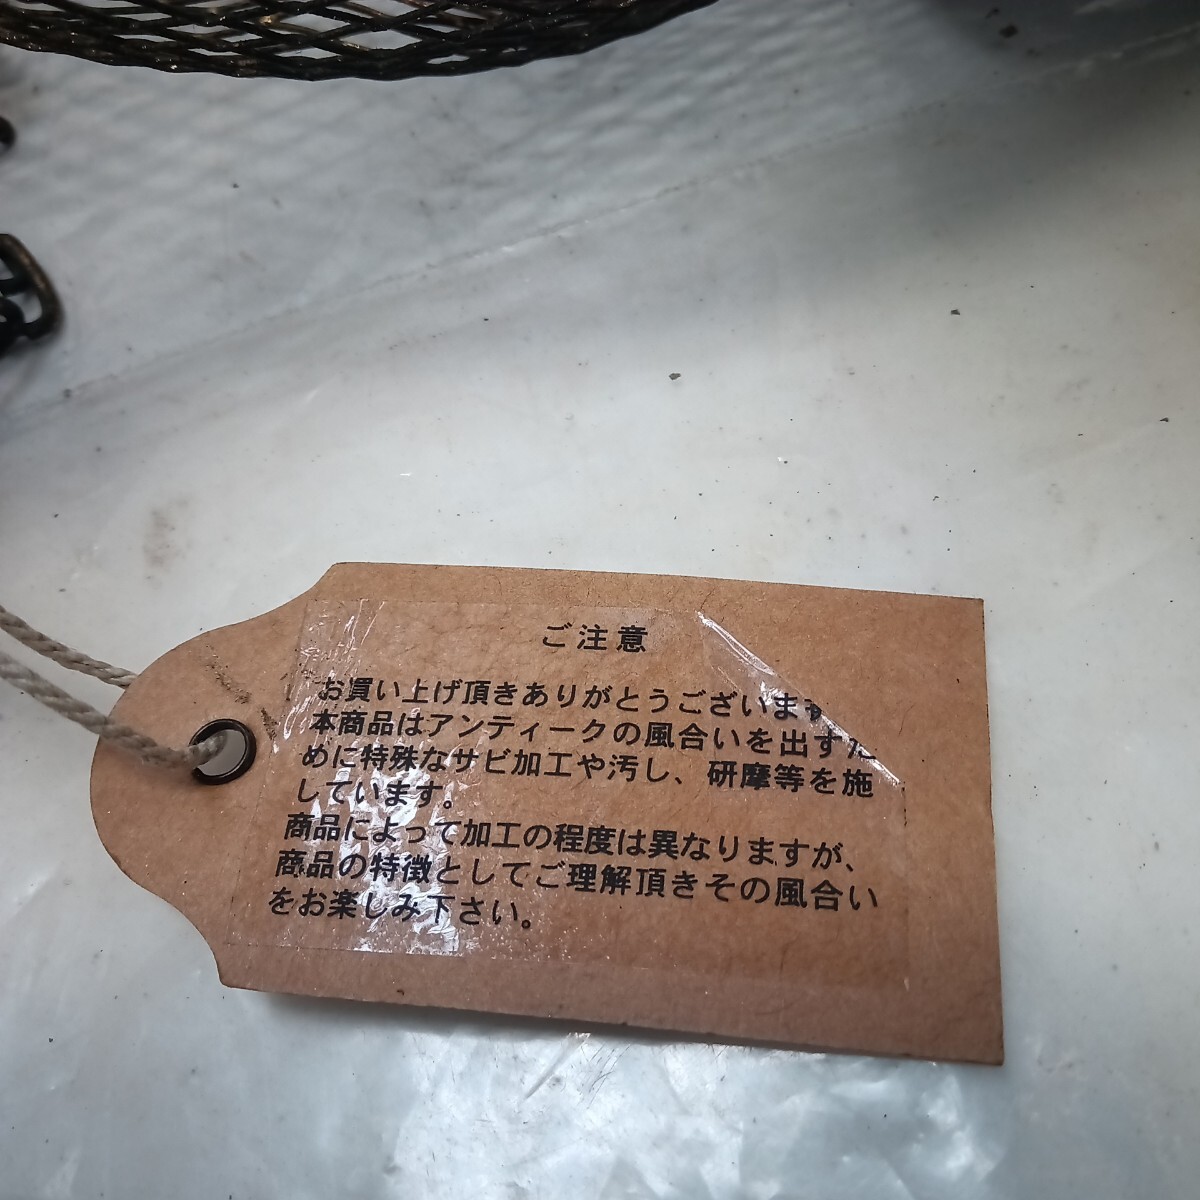 ご注意
お買い上げ頂きありがとうございます
本商品はアンティークの風合いを出すた
めに特殊なサビ加工や汚し、研摩等を施
しています。
商品によって加工の程度は異なりますが、
商品の特徴としてご理解頂きその風合い
をお楽しみ下さい。